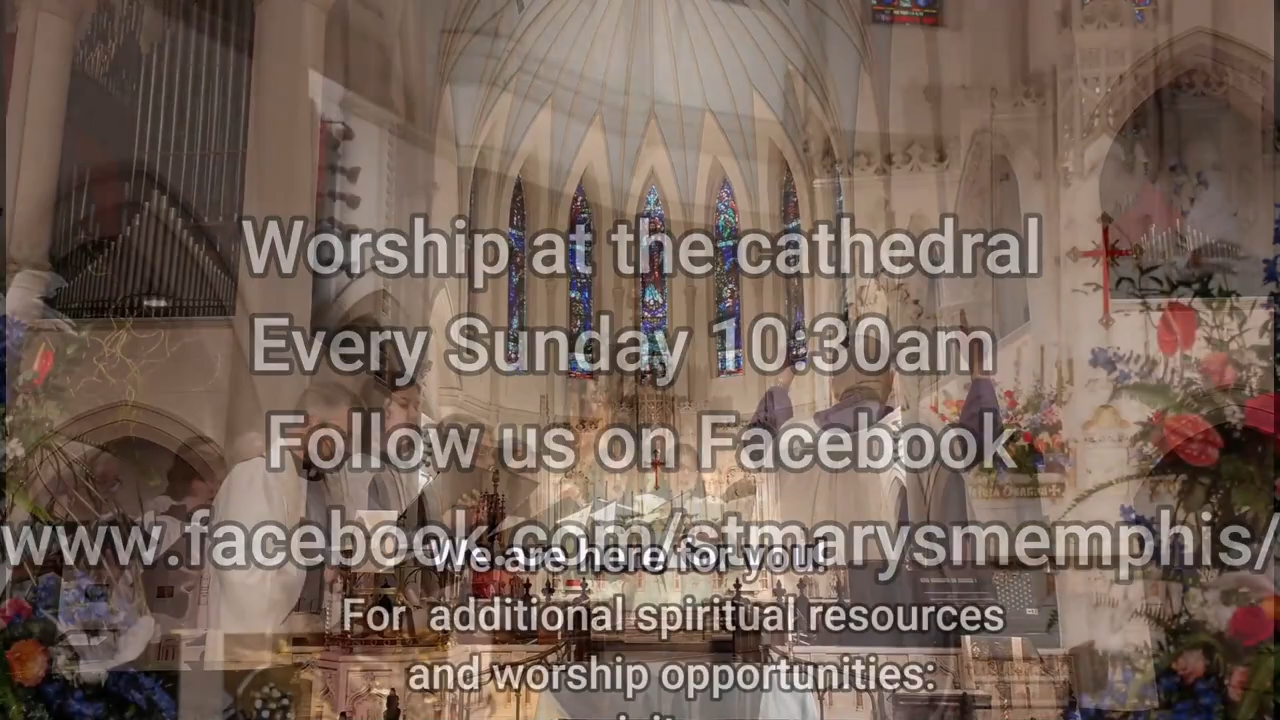 Worship at the cathedral
Every Sunday 10:30am
Follow us on Facebook
www.facebook.com/stmarysmemphis/
We are here for you!
For additional spiritual resources
and worship opportunities:
visit